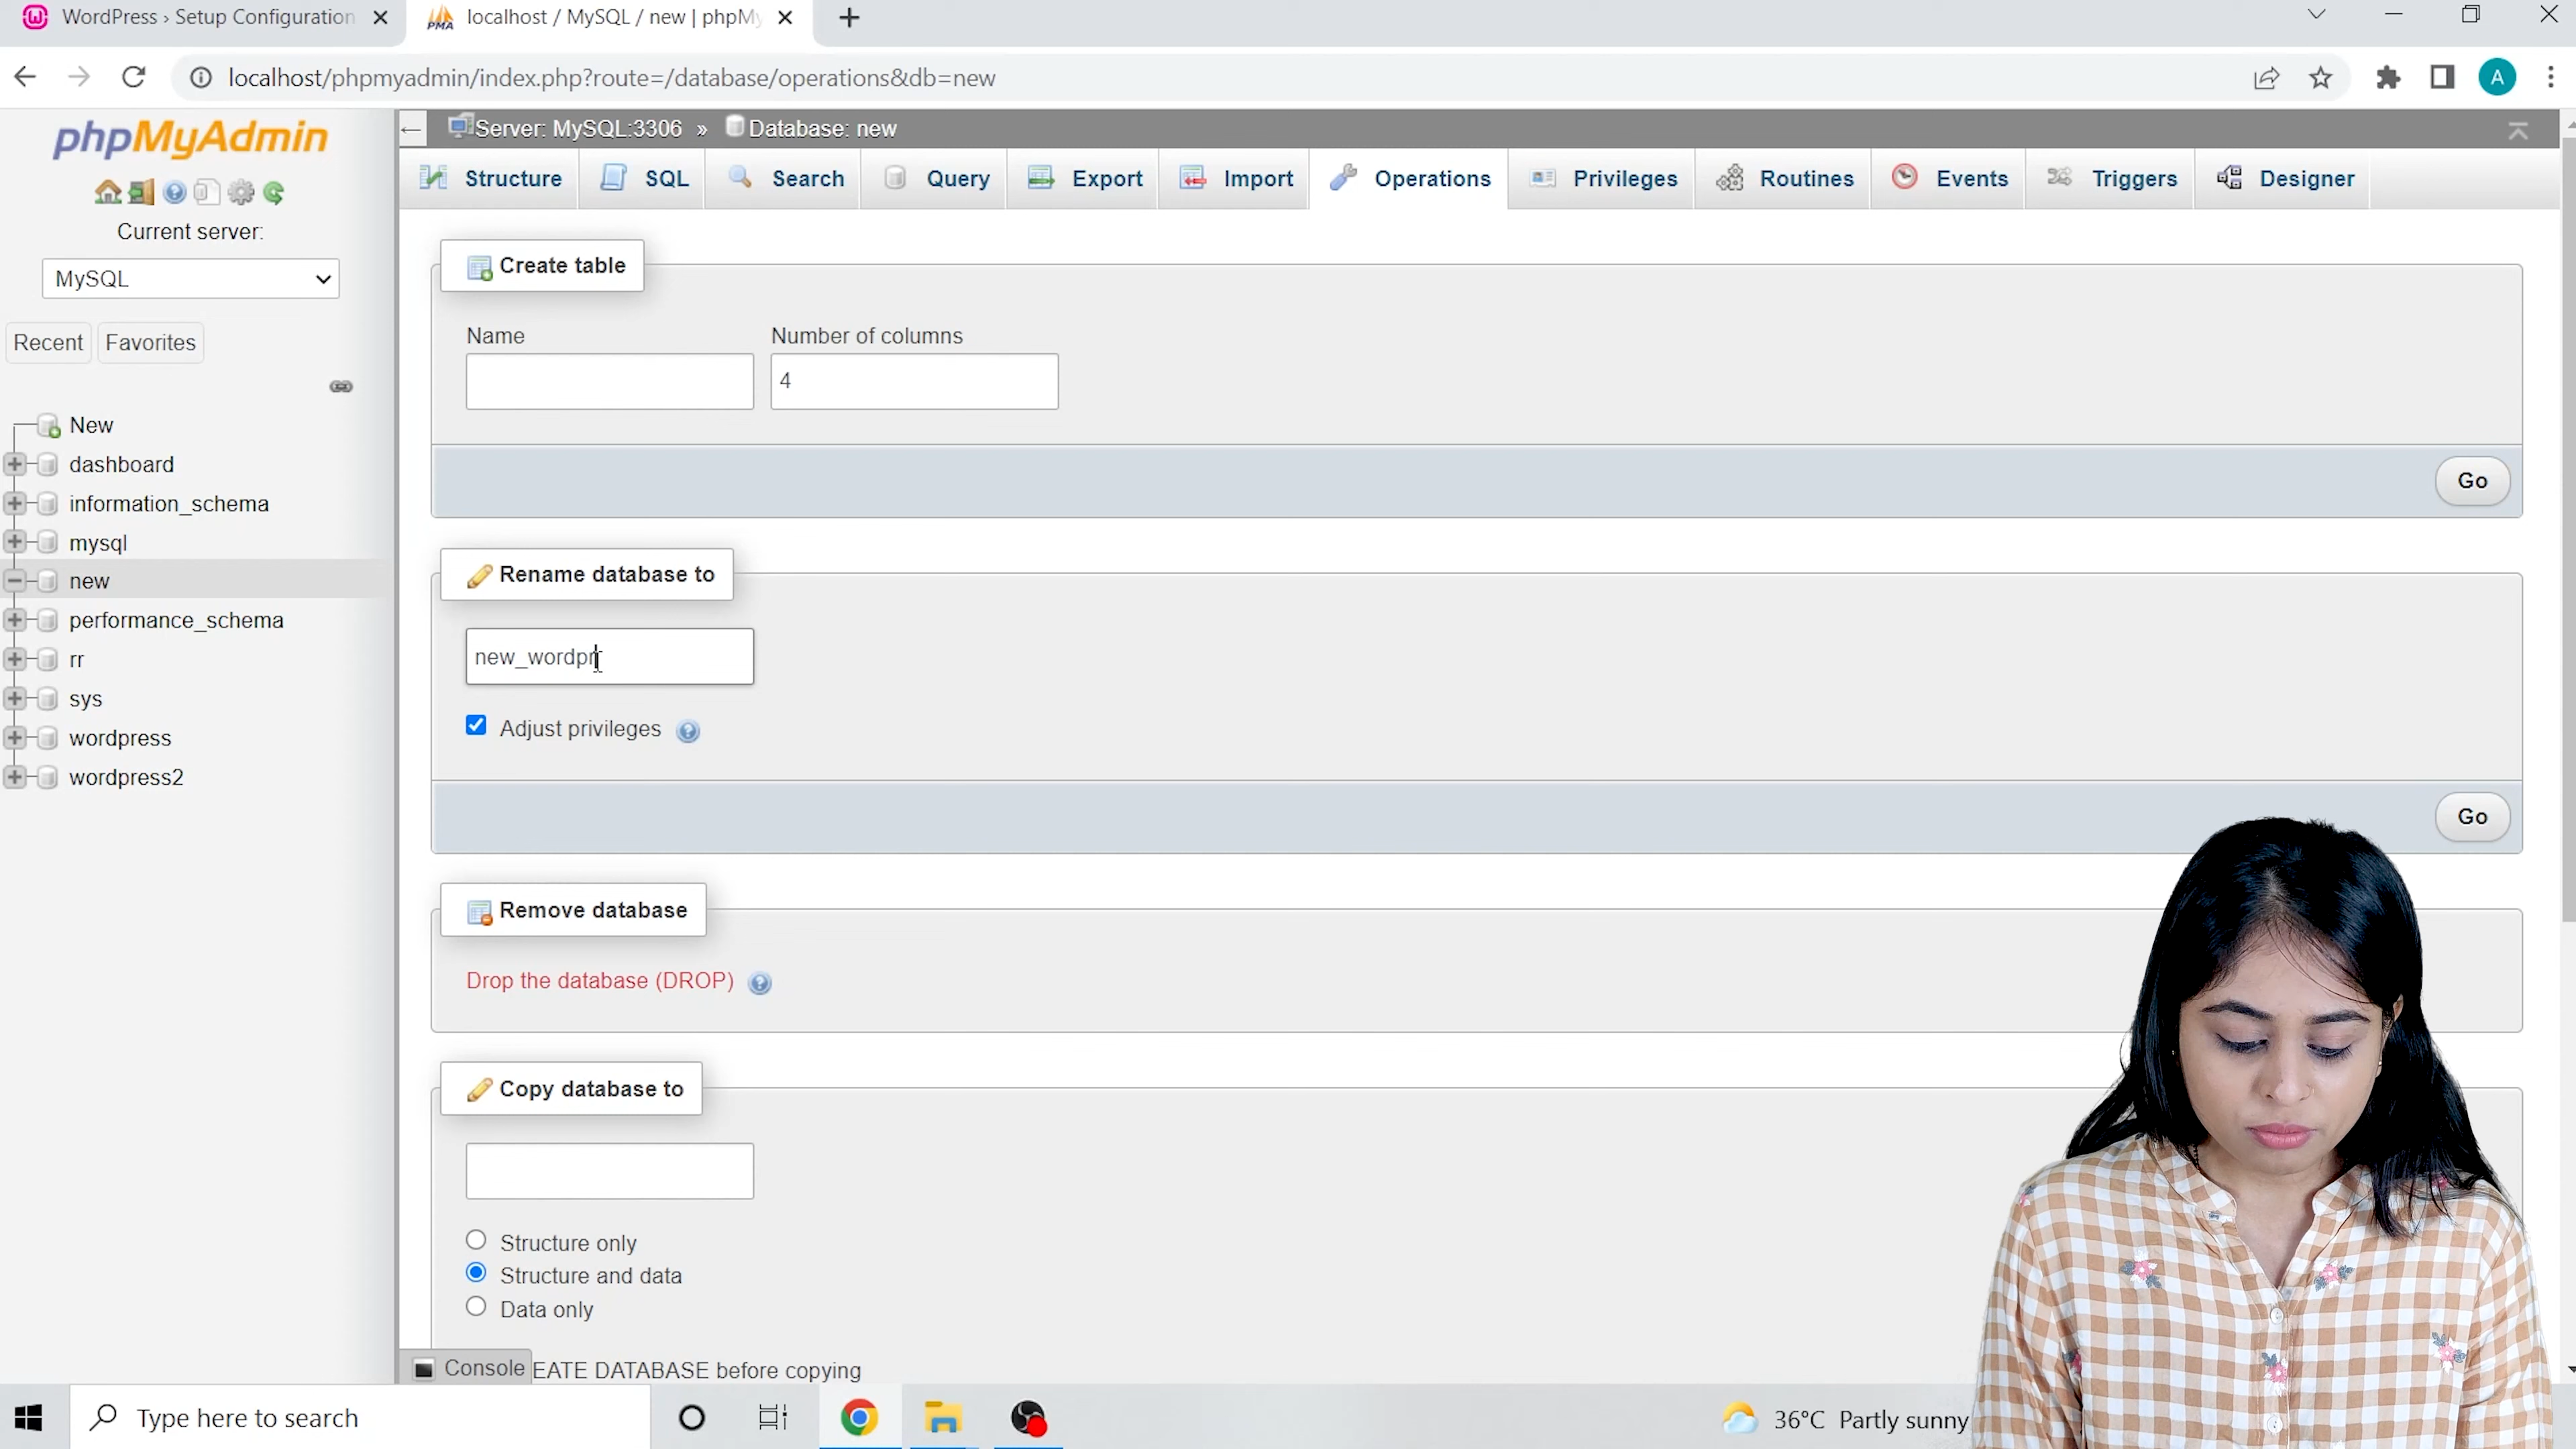 WordPress › Setup Configuration
localhost / MySQL / new | phpMy
localhost/phpmyadmin/index.php?route=/database/operations&db=new
A
phpMyAdmin
Server: MySQL:3306 » Database: new
Structure SQL Search Query Export Import Operations Privileges Routines Events Triggers Designer
Current server:
MySQL
Recent Favorites
New
dashboard
information_schema
mysql
new
performance_schema
rr
sys
wordpress
wordpress2
Create table
Name Number of columns
4
Go
Rename database to
new_wordpr
Adjust privileges
Go
Remove database
Drop the database (DROP)
Copy database to
Structure only
Structure and data
Data only
Console EATE DATABASE before copying
Type here to search
36°C Partly sunny